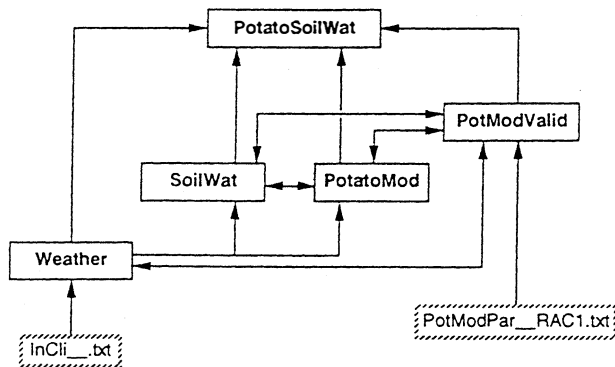 PotatoSoilWat
PotModValid
SoilWat
PotatoMod
Weather
PotModPar__RAC1.txt
InCli__.txt